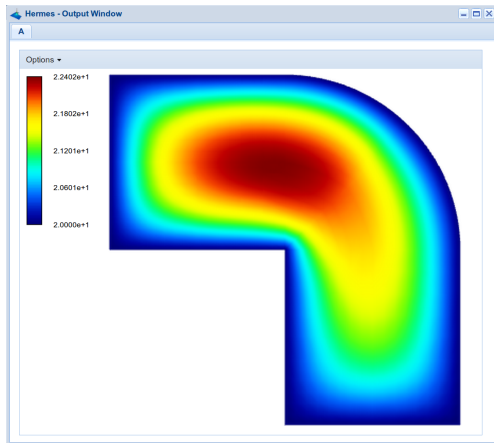 Hermes - Output Window
A
Options
2.2402e+1
2.1802e+1
2.1201e+1
2.0601e+1
2.0000e+1